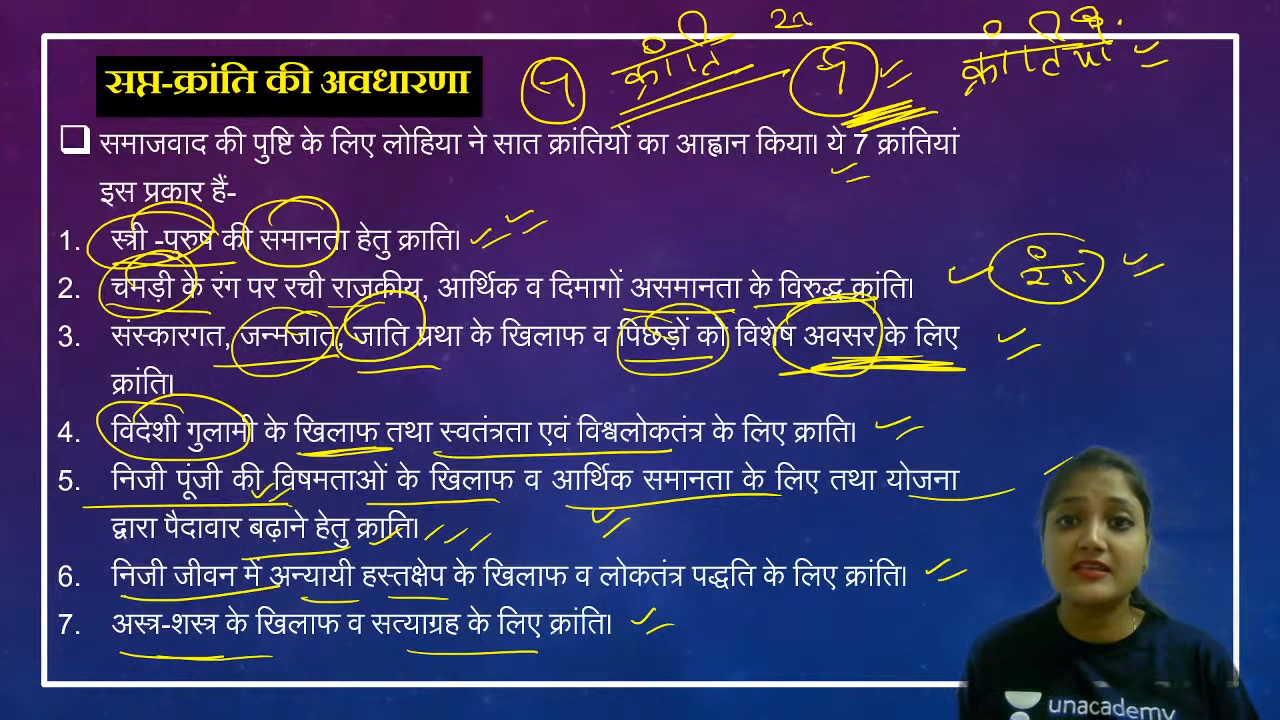 सप्त-क्रांति की अवधारणा
क्रांति
क्रांतियों
❑ समाजवाद की पुष्टि के लिए लोहिया ने सात क्रांतियों का आह्वान किया। ये 7 क्रांतियां
इस प्रकार हैं-
1. स्त्री -पुरुष की समानता हेतु क्राति।
2. चमड़ी के रंग पर रची राजकीय, आर्थिक व दिमागों असमानता के विरुद्ध क्रांति।
रंग
3. संस्कारगत, जन्मजात, जाति प्रथा के खिलाफ व पिछड़ों को विशेष अवसर के लिए
क्रांति।
4. विदेशी गुलामी के खिलाफ तथा स्वतंत्रता एवं विश्वलोकतंत्र के लिए क्राति।
5. निजी पूंजी की विषमताओं के खिलाफ व आर्थिक समानता के लिए तथा योजना
द्वारा पैदावार बढ़ाने हेतु क्राति।
6. निजी जीवन में अन्यायी हस्तक्षेप के खिलाफ व लोकतंत्र पद्धति के लिए क्रांति।
7. अस्त्र-शस्त्र के खिलाफ व सत्याग्रह के लिए क्रांति।
unacademy